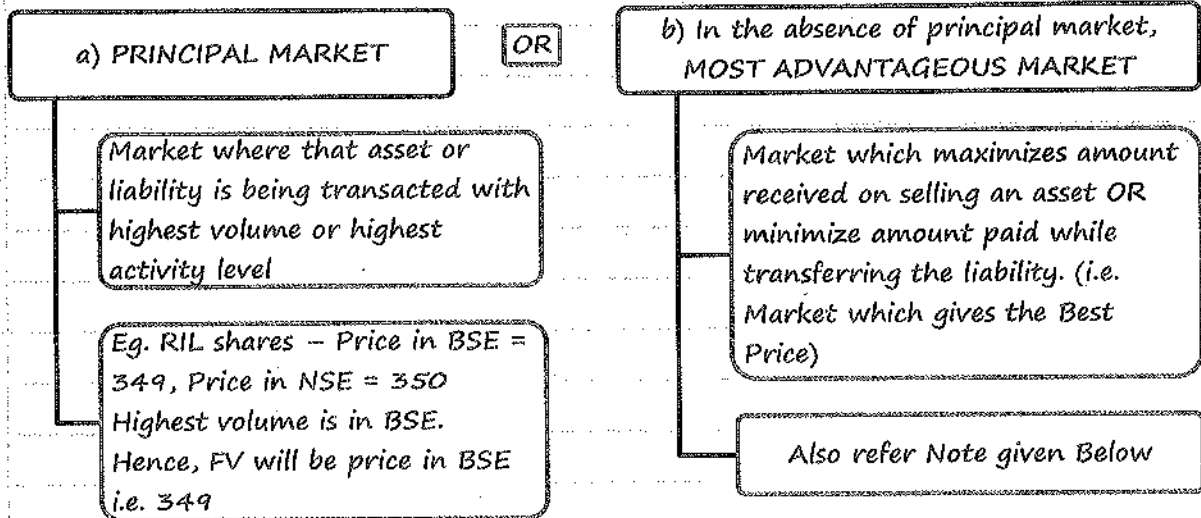 a) PRINCIPAL MARKET
OR
b) In the absence of principal market,
MOST ADVANTAGEOUS MARKET
Market where that asset or
liability is being transacted with
highest volume or highest
activity level
Eg. RIL shares – Price in BSE =
349, Price in NSE = 350
Highest volume is in BSE.
Hence, FV will be price in BSE
i.e. 349
Market which maximizes amount
received on selling an asset OR
minimize amount paid while
transferring the liability. (i.e.
Market which gives the Best
Price)
Also refer Note given Below